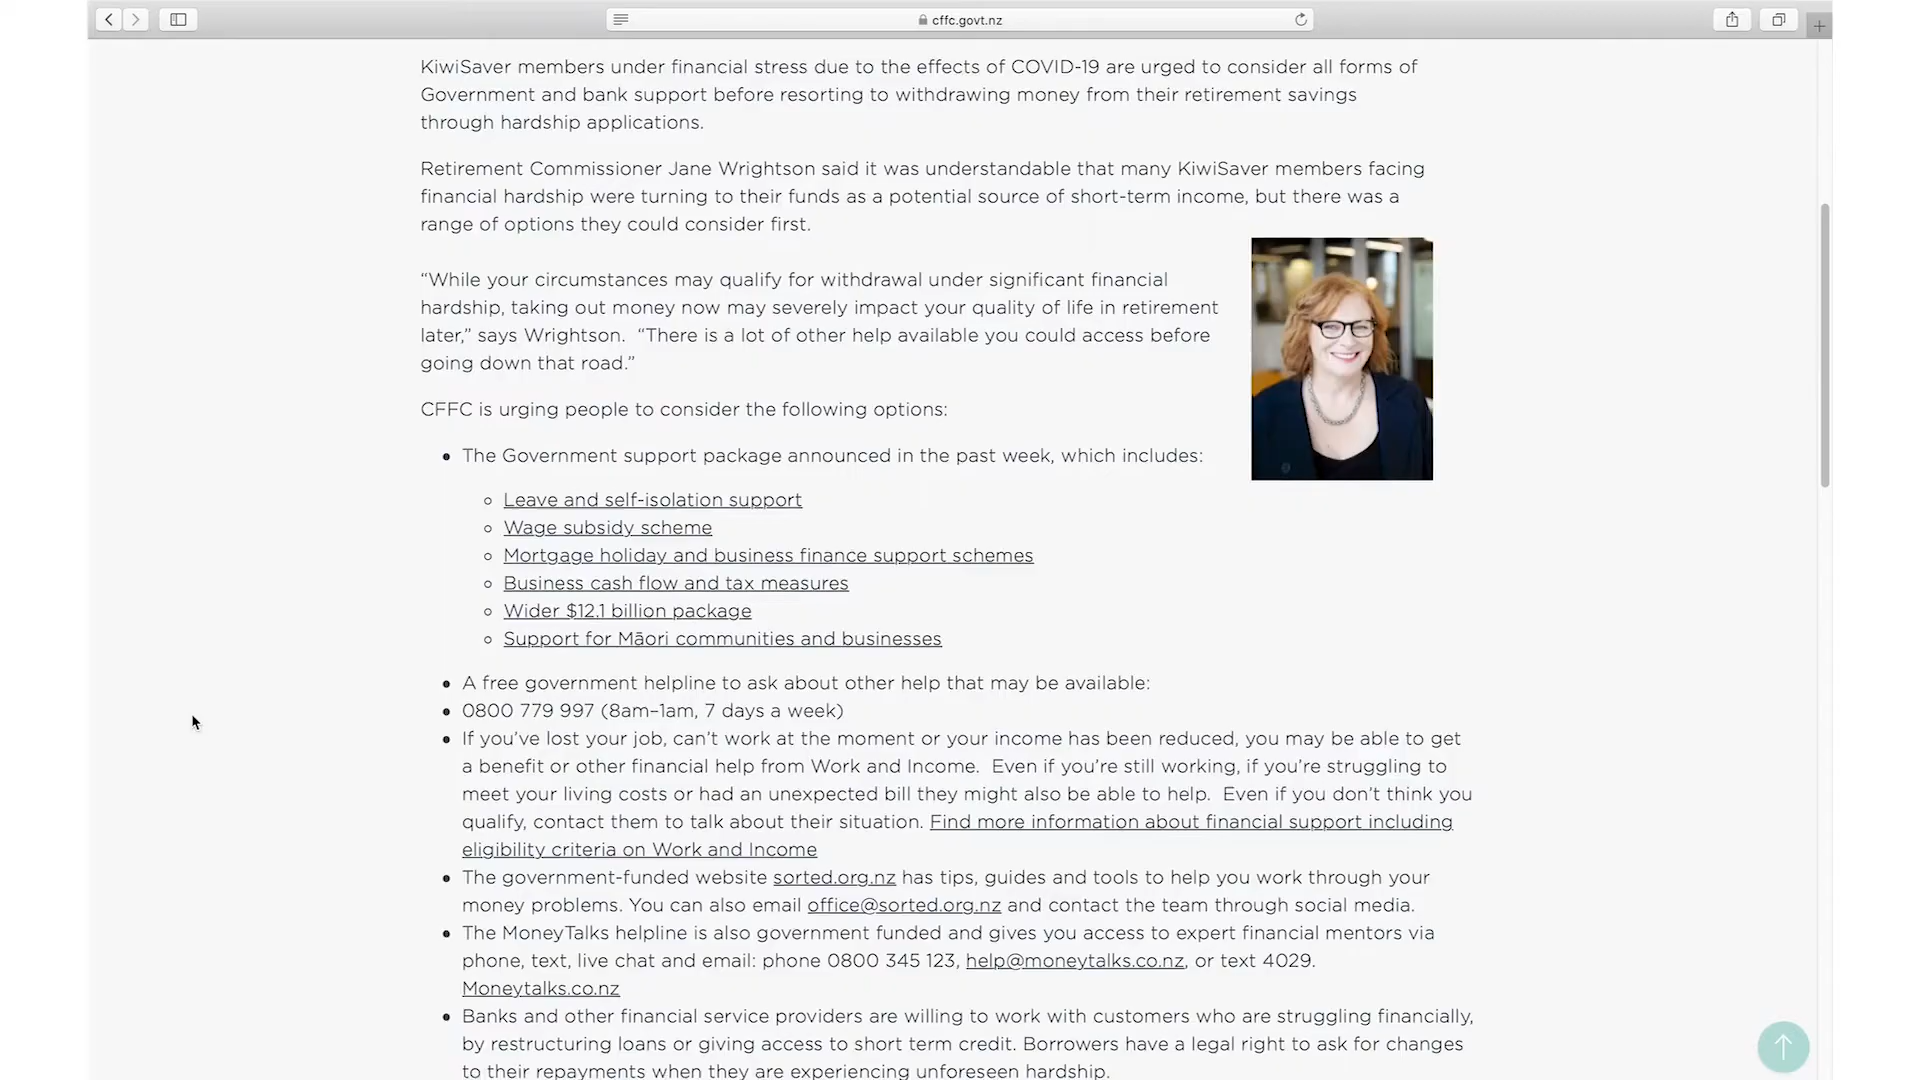 cffc.govt.nz
KiwiSaver members under financial stress due to the effects of COVID-19 are urged to consider all forms of
Government and bank support before resorting to withdrawing money from their retirement savings
through hardship applications.
Retirement Commissioner Jane Wrightson said it was understandable that many KiwiSaver members facing
financial hardship were turning to their funds as a potential source of short-term income, but there was a
range of options they could consider first.
“While your circumstances may qualify for withdrawal under significant financial
hardship, taking out money now may severely impact your quality of life in retirement
later,” says Wrightson.  “There is a lot of other help available you could access before
going down that road.”
CFFC is urging people to consider the following options:
The Government support package announced in the past week, which includes:
Leave and self-isolation support
Wage subsidy scheme
Mortgage holiday and business finance support schemes
Business cash flow and tax measures
Wider $12.1 billion package
Support for Māori communities and businesses
A free government helpline to ask about other help that may be available:
0800 779 997 (8am–1am, 7 days a week)
If you’ve lost your job, can’t work at the moment or your income has been reduced, you may be able to get
a benefit or other financial help from Work and Income.  Even if you’re still working, if you’re struggling to
meet your living costs or had an unexpected bill they might also be able to help.  Even if you don’t think you
qualify, contact them to talk about their situation. Find more information about financial support including
eligibility criteria on Work and Income
The government-funded website sorted.org.nz has tips, guides and tools to help you work through your
money problems. You can also email office@sorted.org.nz and contact the team through social media.
The MoneyTalks helpline is also government funded and gives you access to expert financial mentors via
phone, text, live chat and email: phone 0800 345 123, help@moneytalks.co.nz, or text 4029.
Moneytalks.co.nz
Banks and other financial service providers are willing to work with customers who are struggling financially,
by restructuring loans or giving access to short term credit. Borrowers have a legal right to ask for changes
to their repayments when they are experiencing unforeseen hardship.